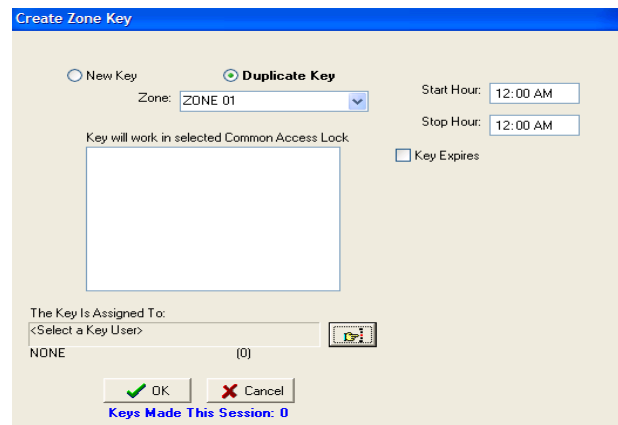 Create Zone Key
New Key
Duplicate Key
Zone: ZONE 01
Start Hour: 12:00 AM
Stop Hour: 12:00 AM
Key will work in selected Common Access Lock
Key Expires
The Key Is Assigned To:
<Select a Key User>
NONE (0)
OK
Cancel
Keys Made This Session: 0